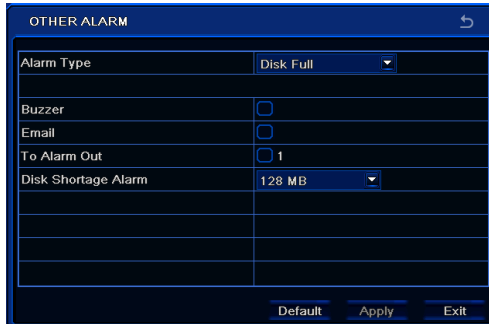 OTHER ALARM
Alarm Type Disk Full
Buzzer
Email
To Alarm Out 1
Disk Shortage Alarm 128 MB
Default Apply Exit